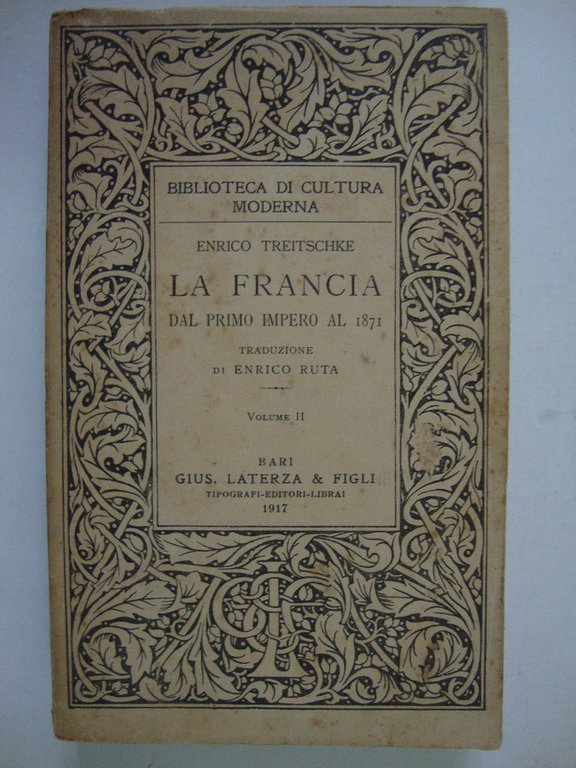 BIBLIOTECA DI CULTURA
MODERNA
ENRICO TREITSCHKE
LA FRANCIA
DAL PRIMO IMPERO AL 1871
TRADUZIONE
DI ENRICO RUTA
VOLUME II
BARI
GIUS. LATERZA & FIGLI
TIPOGRAFI-EDITORI-LIBRAI
1917